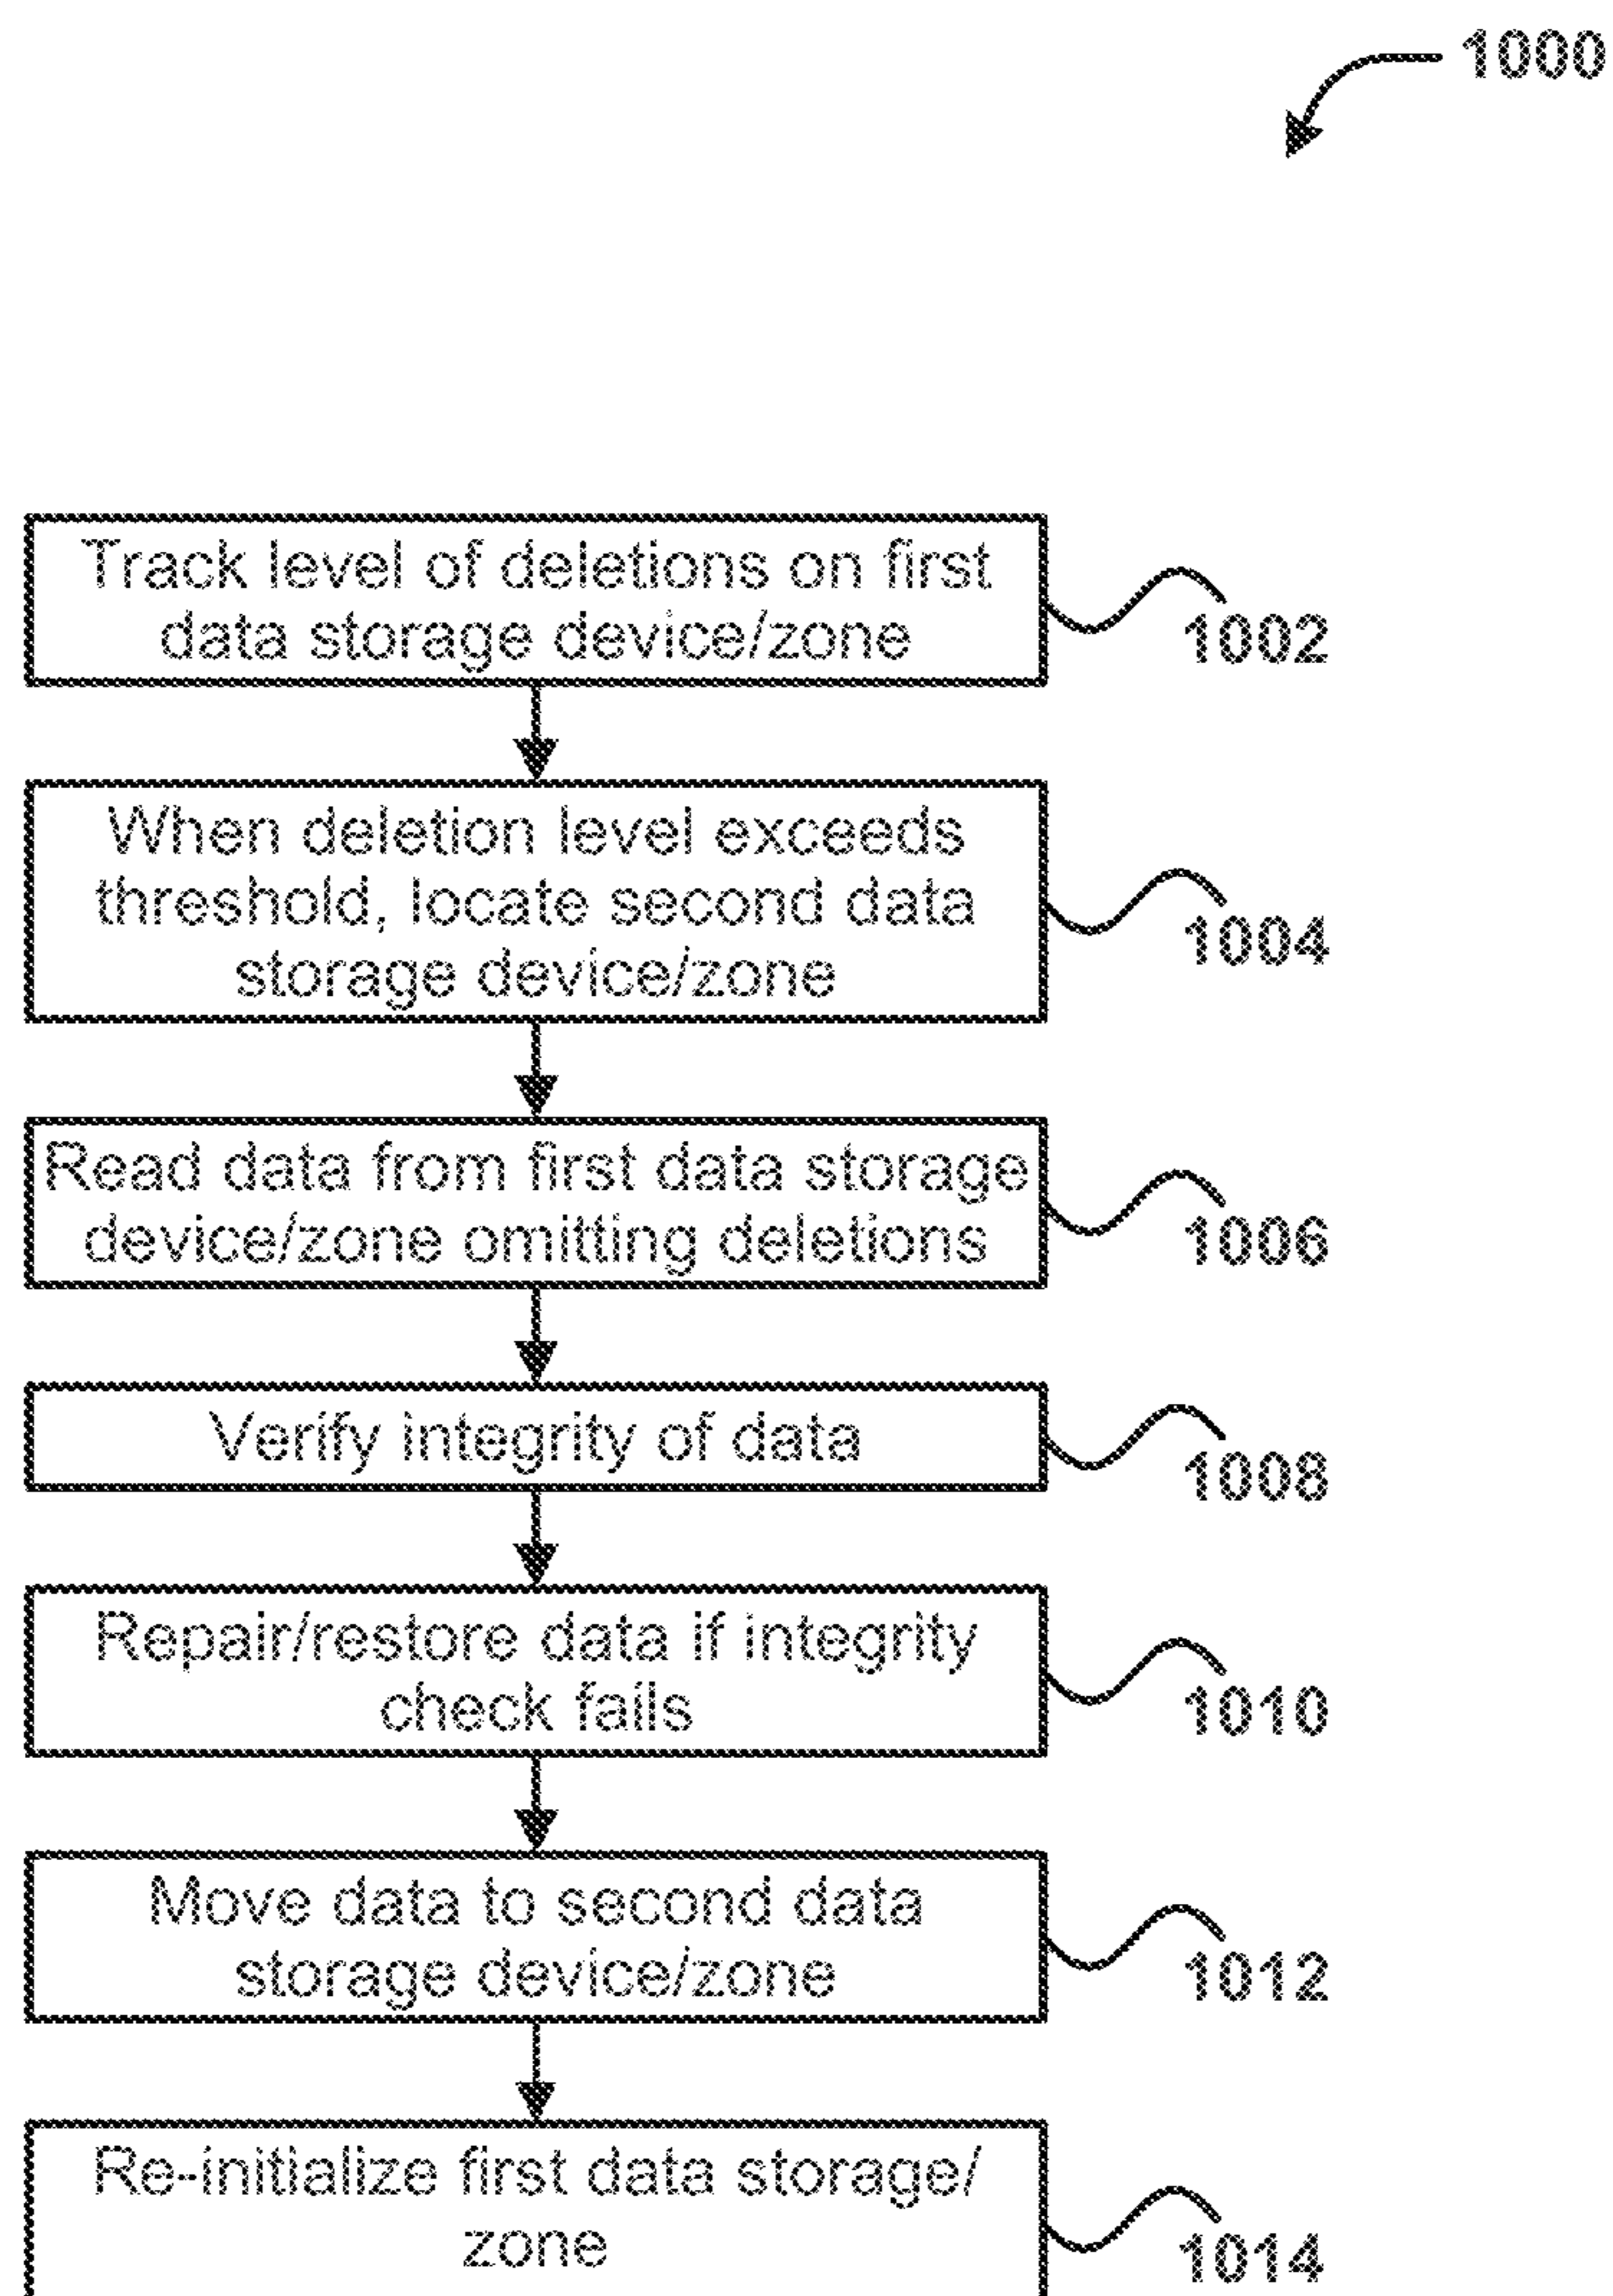 1000
Track level of deletions on first
data storage device/zone
1002
When deletion level exceeds
threshold, locate second data
storage device/zone
1004
Read data from first data storage
device/zone omitting deletions
1006
Verify integrity of data
1008
Repair/restore data if integrity
check fails
1010
Move data to second data
storage device/zone
1012
Re-initialize first data storage/
zone
1014